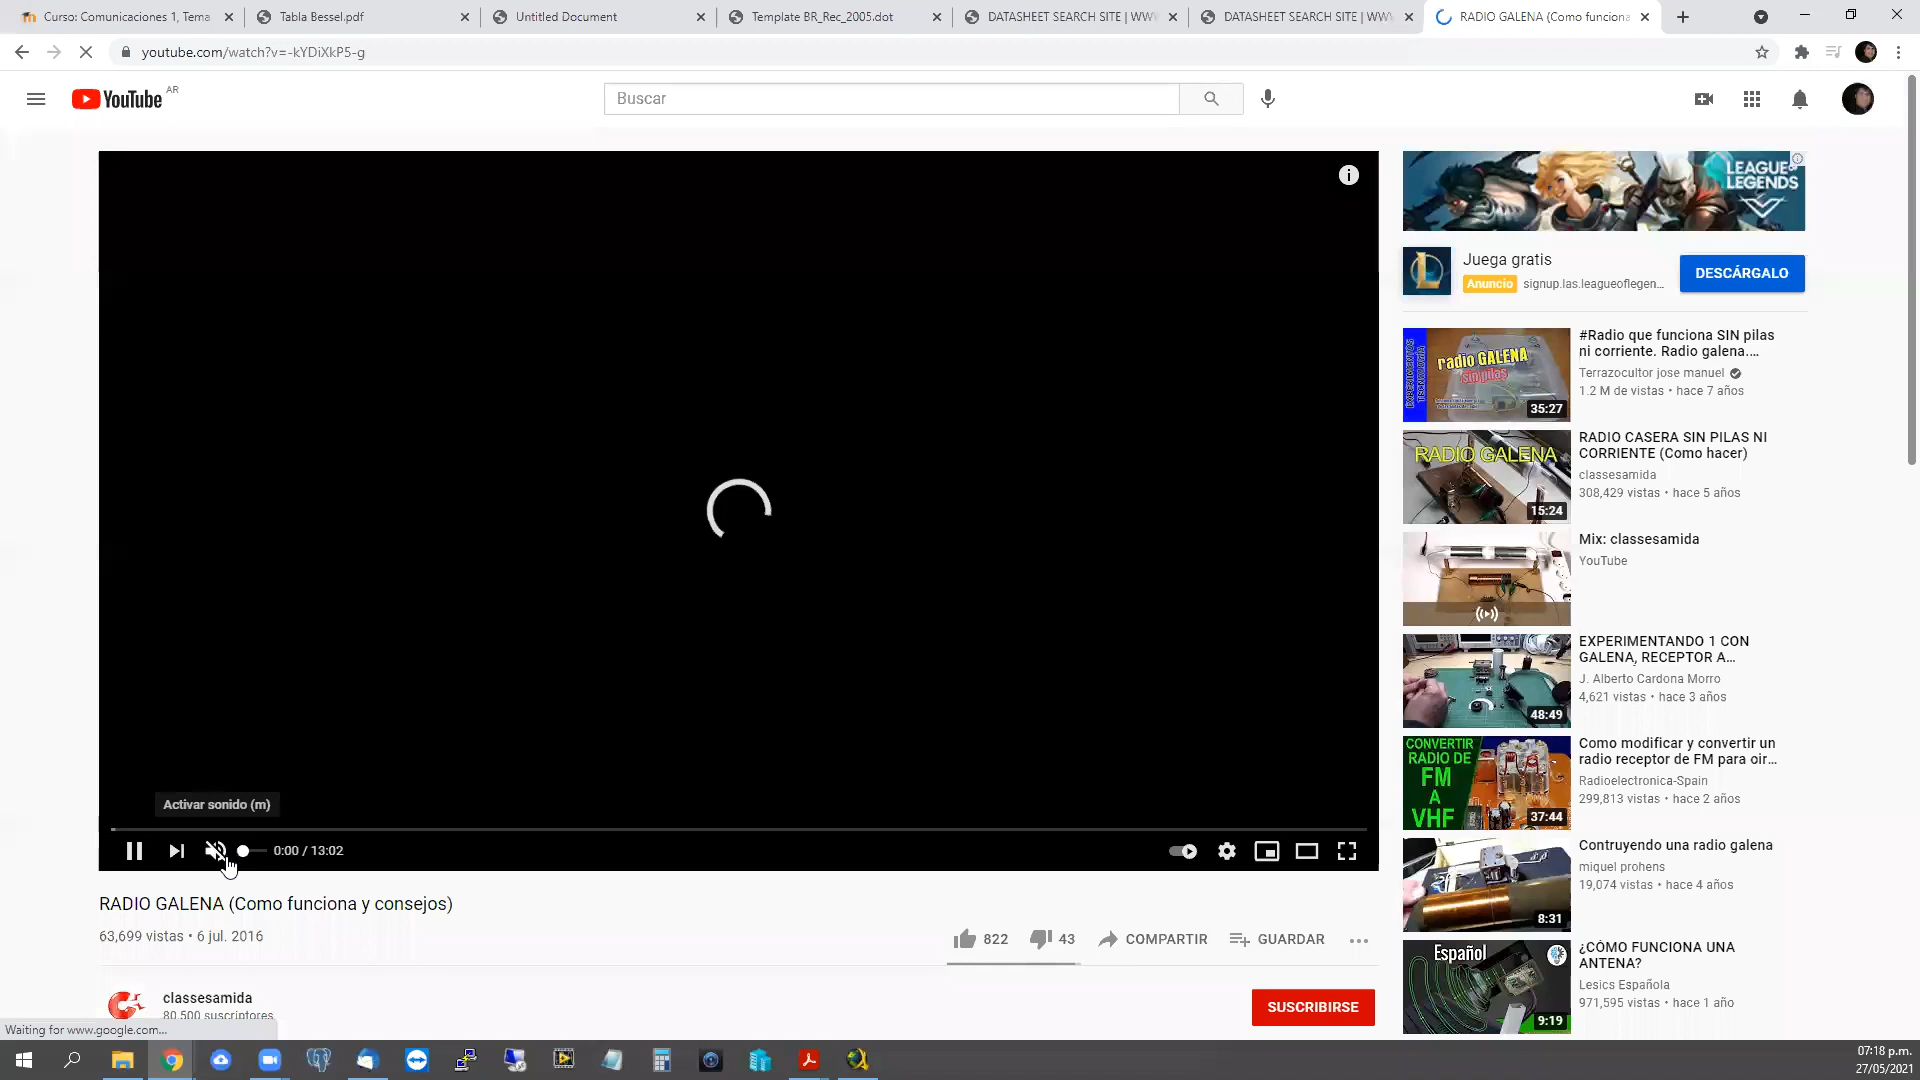 Curso: Comunicaciones 1, Tema
Tabla Bessel.pdf
Untitled Document
Template BR_Rec_2005.dot
DATASHEET SEARCH SITE | WWW
DATASHEET SEARCH SITE | WWW
RADIO GALENA (Como funciona
youtube.com/watch?v=-kYDiXkP5-g
YouTube
AR
Buscar
LEAGUE OF
LEGENDS
Juega gratis
Anuncio signup.las.leagueoflegen...
DESCÁRGALO
radio GALENA
sin pilas
35:27
#Radio que funciona SIN pilas
ni corriente. Radio galena....
Terrazocultor jose manuel
1.2 M de vistas • hace 7 años
RADIO GALENA
15:24
RADIO CASERA SIN PILAS NI
CORRIENTE (Como hacer)
classesamida
308,429 vistas • hace 5 años
Mix: classesamida
YouTube
48:49
EXPERIMENTANDO 1 CON
GALENA, RECEPTOR A...
J. Alberto Cardona Morro
4,621 vistas • hace 3 años
CONVERTIR
RADIO DE
FM
A
VHF
37:44
Como modificar y convertir un
radio receptor de FM para oir...
Radioelectronica-Spain
299,813 vistas • hace 2 años
8:31
Contruyendo una radio galena
miquel prohens
19,074 vistas • hace 4 años
Español
9:19
¿CÓMO FUNCIONA UNA
ANTENA?
Lesics Española
971,595 vistas • hace 1 año
Activar sonido (m)
0:00 / 13:02
RADIO GALENA (Como funciona y consejos)
63,699 vistas • 6 jul. 2016
822
43
COMPARTIR
GUARDAR
classesamida
80,500 suscriptores
SUSCRIBIRSE
Waiting for www.google.com...
07:18 p.m.
27/05/2021